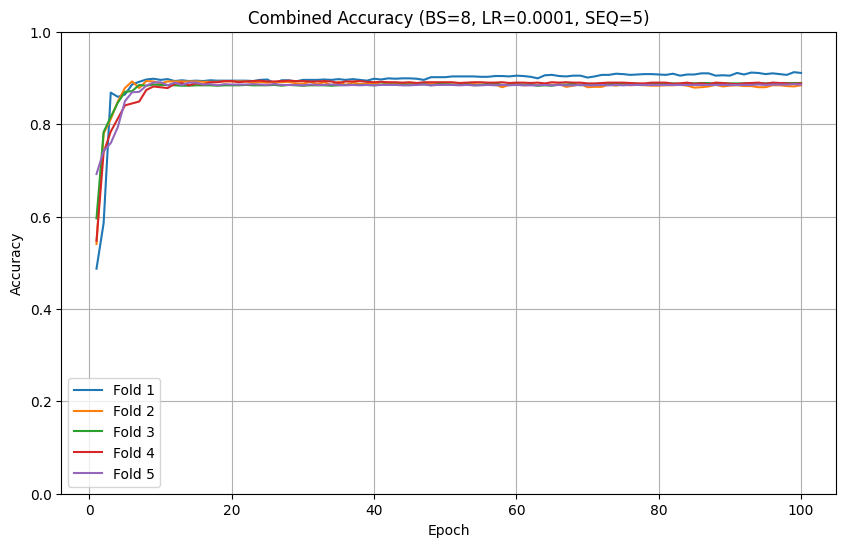 Combined Accuracy (BS=8, LR=0.0001, SEQ=5)
1.0
0.8
0.6
0.4
0.2
0.0
Accuracy
Fold 1
Fold 2
Fold 3
Fold 4
Fold 5
0 20 40 60 80 100
Epoch